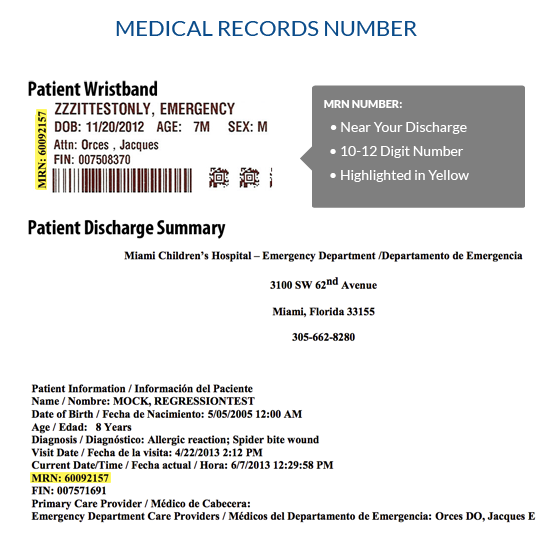 MEDICAL RECORDS NUMBER
Patient Wristband
ZZZITTESTONLY, EMERGENCY
DOB: 11/20/2012 AGE: 7M SEX: M
Attn: Orces , Jacques
FIN: 007508370
MRN: 60092157
MRN NUMBER:
• Near Your Discharge
• 10-12 Digit Number
• Highlighted in Yellow
Patient Discharge Summary
Miami Children's Hospital – Emergency Department /Departamento de Emergencia
3100 SW 62nd Avenue
Miami, Florida 33155
305-662-8280
Patient Information / Información del Paciente
Name / Nombre: MOCK, REGRESSIONTEST
Date of Birth / Fecha de Nacimiento: 5/05/2005 12:00 AM
Age / Edad: 8 Years
Diagnosis / Diagnóstico: Allergic reaction; Spider bite wound
Visit Date / Fecha de la visita: 4/22/2013 2:12 PM
Current Date/Time / Fecha actual / Hora: 6/7/2013 12:29:58 PM
MRN: 60092157
FIN: 007571691
Primary Care Provider / Médico de Cabecera:
Emergency Department Care Providers / Médicos del Departamento de Emergencia: Orces DO, Jacques E